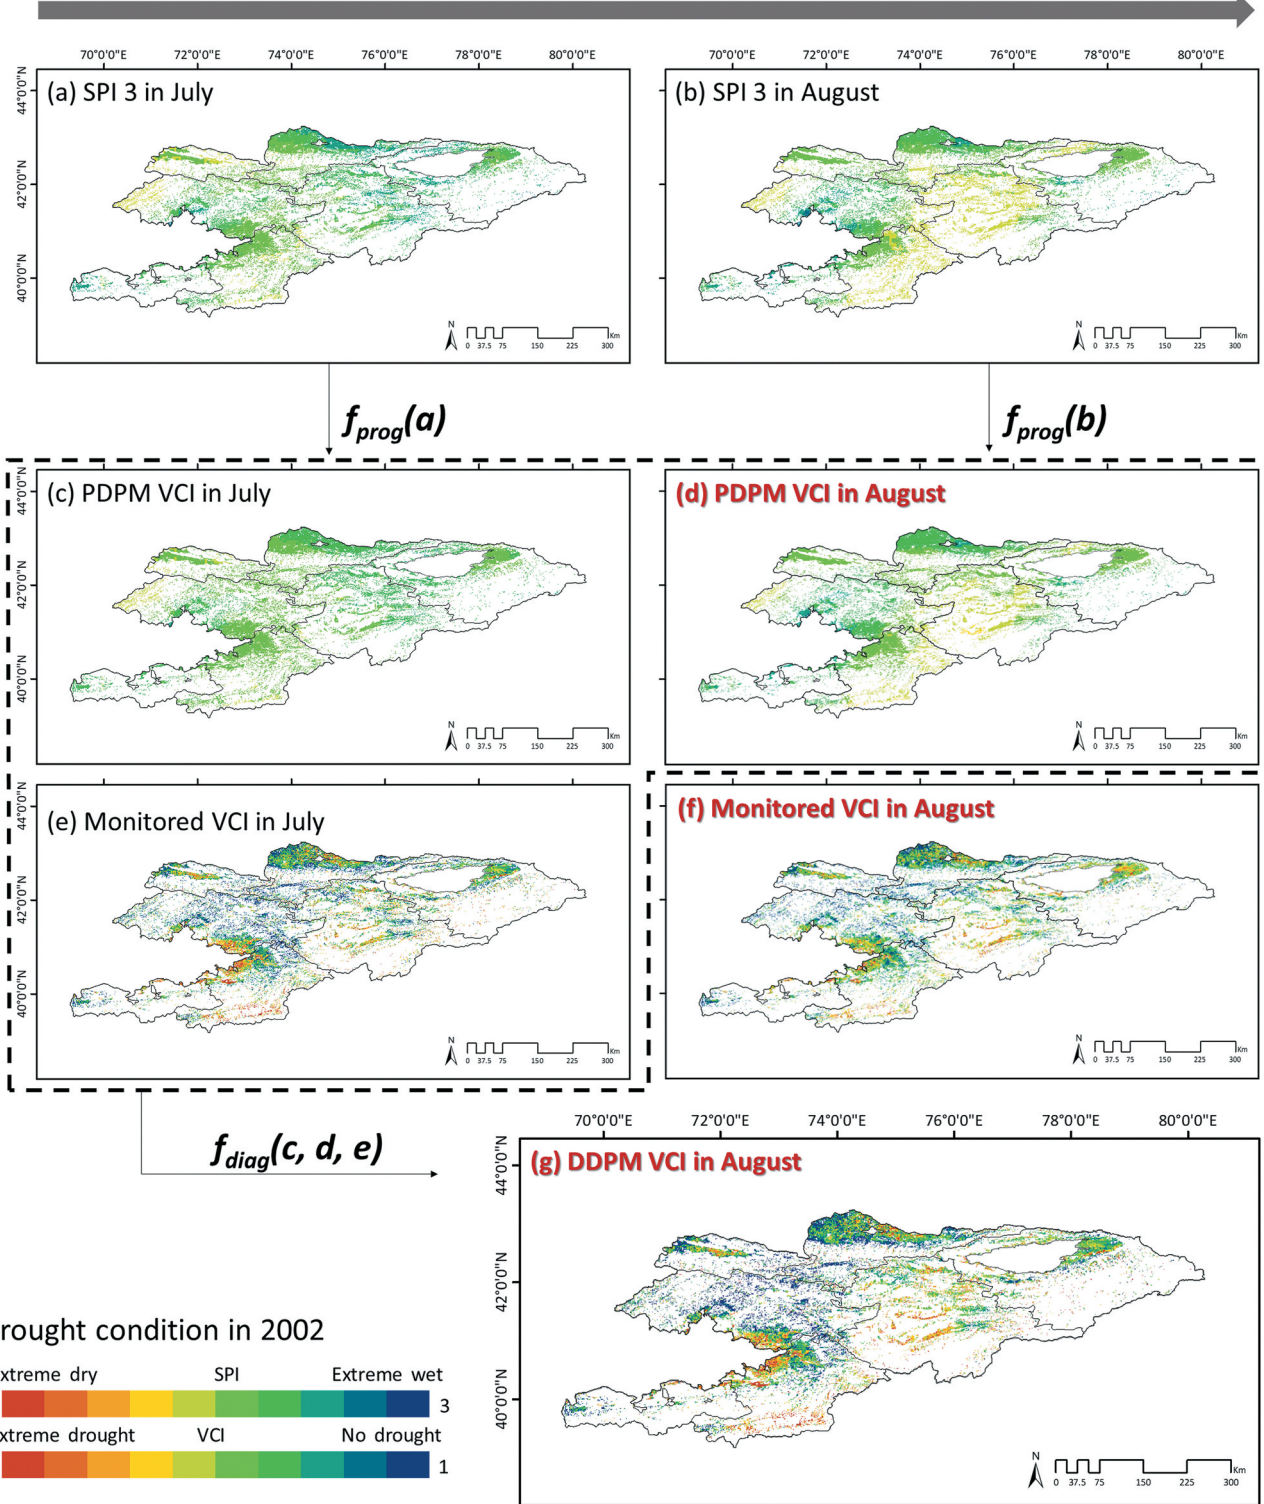 70°0'0"E 72°0'0"E 74°0'0"E 76°0'0"E 78°0'0"E 80°0'0"E 70°0'0"E 72°0'0"E 74°0'0"E 76°0'0"E 78°0'0"E 80°0'0"E
44°0'0"N 42°0'0"N 40°0'0"N
(a) SPI 3 in July
N
0 37.5 75 150 225 300 Km
(b) SPI 3 in August
N
0 37.5 75 150 225 300 Km
fprog(a)
fprog(b)
44°0'0"N 42°0'0"N 40°0'0"N
(c) PDPM VCI in July
N
0 37.5 75 150 225 300 Km
(d) PDPM VCI in August
N
0 37.5 75 150 225 300 Km
44°0'0"N 42°0'0"N 40°0'0"N
(e) Monitored VCI in July
N
0 37.5 75 150 225 300 Km
(f) Monitored VCI in August
N
0 37.5 75 150 225 300 Km
fdiag(c, d, e)
70°0'0"E 72°0'0"E 74°0'0"E 76°0'0"E 78°0'0"E 80°0'0"E
44°0'0"N 42°0'0"N 40°0'0"N
(g) DDPM VCI in August
N
0 37.5 75 150 225 300 Km
rought condition in 2002
xtreme dry SPI Extreme wet
3
xtreme drought VCI No drought
1